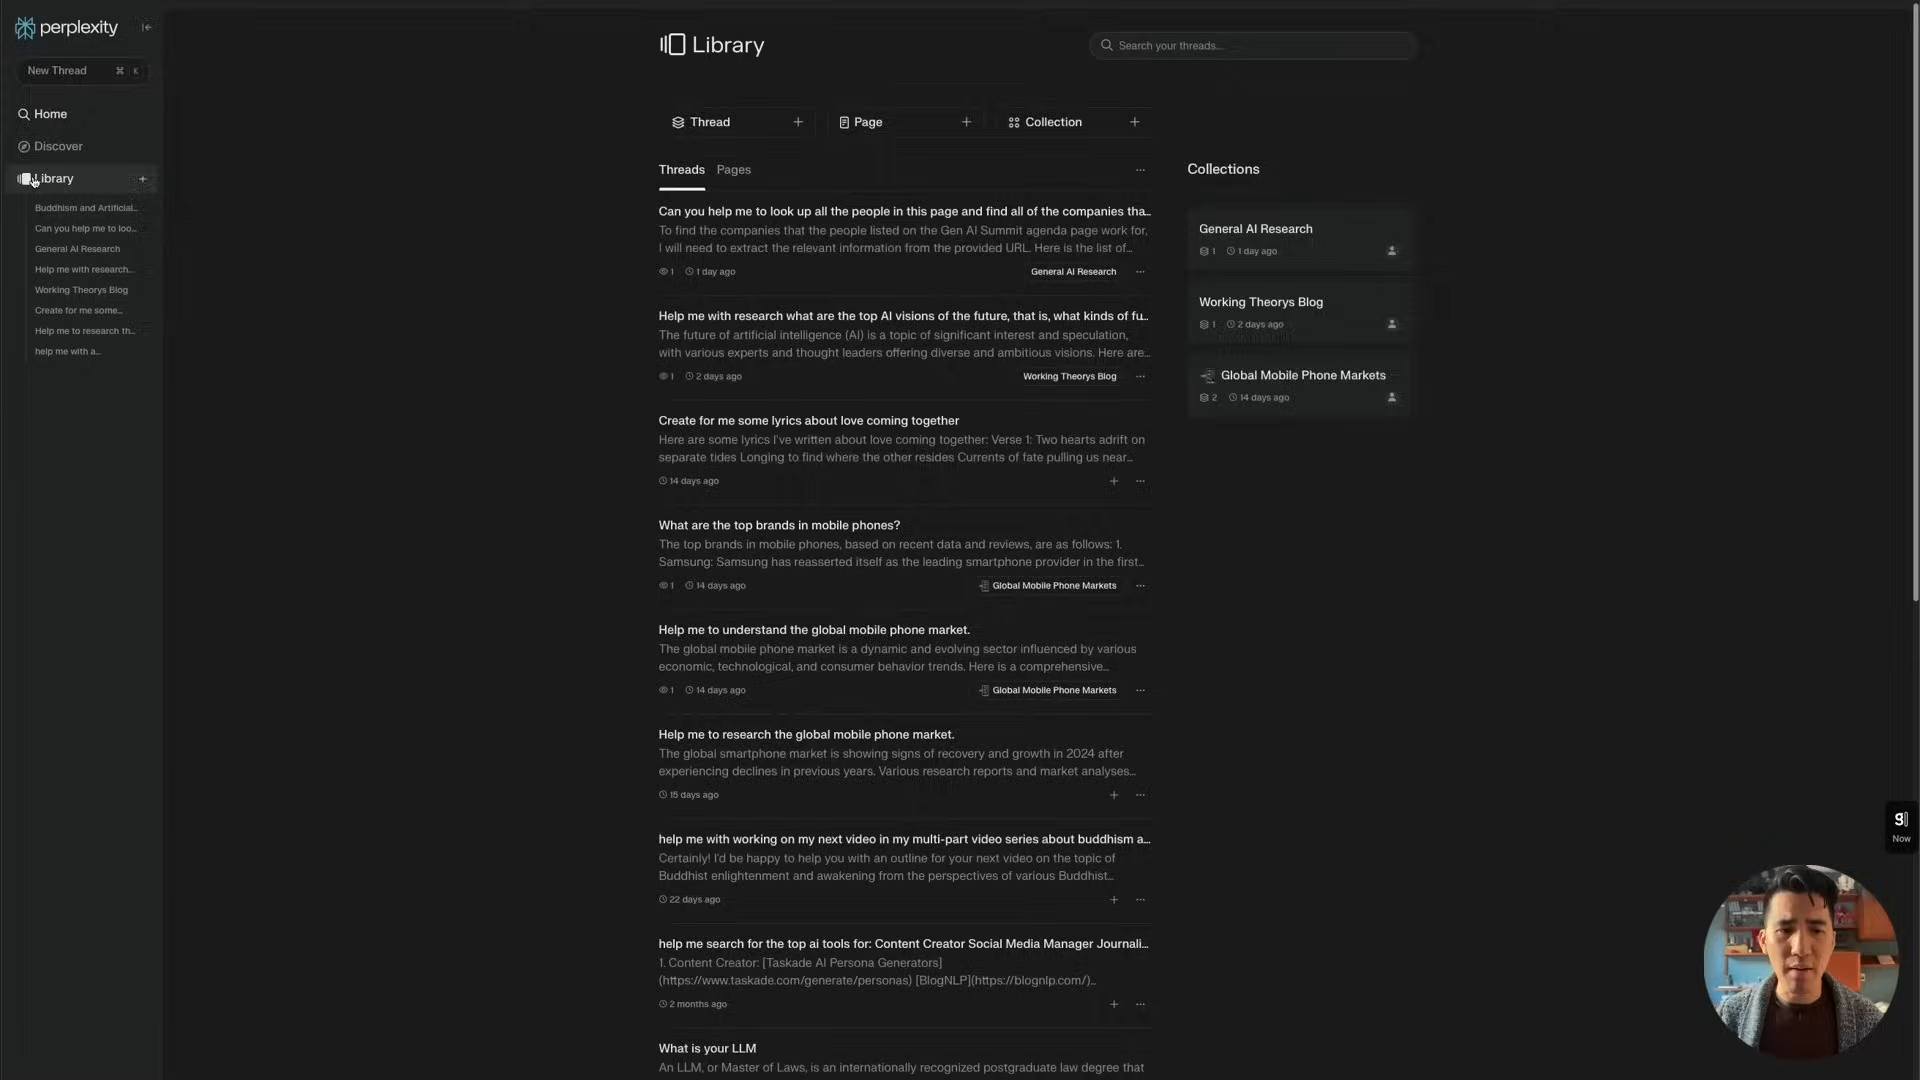 perplexity
New Thread ⌘ K
Home
Discover
Library
Buddhism and Artificial...
Can you help me to loo...
General AI Research
Help me with research...
Working Theorys Blog
Create for me some...
Help me to research th...
help me with a...
Library
Search your threads...
Thread
Page
Collection
Threads Pages
Can you help me to look up all the people in this page and find all of the companies tha...
To find the companies that the people listed on the Gen AI Summit agenda page work for,
I will need to extract the relevant information from the provided URL. Here is the list of...
1 1 day ago General AI Research
Help me with research what are the top AI visions of the future, that is, what kinds of fu...
The future of artificial intelligence (AI) is a topic of significant interest and speculation,
with various experts and thought leaders offering diverse and ambitious visions. Here are...
1 2 days ago Working Theorys Blog
Create for me some lyrics about love coming together
Here are some lyrics I've written about love coming together: Verse 1: Two hearts adrift on
separate tides Longing to find where the other resides Currents of fate pulling us near...
14 days ago
What are the top brands in mobile phones?
The top brands in mobile phones, based on recent data and reviews, are as follows: 1.
Samsung: Samsung has reasserted itself as the leading smartphone provider in the first...
1 14 days ago Global Mobile Phone Markets
Help me to understand the global mobile phone market.
The global mobile phone market is a dynamic and evolving sector influenced by various
economic, technological, and consumer behavior trends. Here is a comprehensive...
1 14 days ago Global Mobile Phone Markets
Help me to research the global mobile phone market.
The global smartphone market is showing signs of recovery and growth in 2024 after
experiencing declines in previous years. Various research reports and market analyses...
15 days ago
help me with working on my next video in my multi-part video series about buddhism a...
Certainly! I'd be happy to help you with an outline for your next video on the topic of
Buddhist enlightenment and awakening from the perspectives of various Buddhist...
22 days ago
help me search for the top ai tools for: Content Creator Social Media Manager Journali...
1. Content Creator: [Taskade AI Persona Generators]
(https://www.taskade.com/generate/personas) [BlogNLP](https://blognlp.com/)...
2 months ago
What is your LLM
An LLM, or Master of Laws, is an internationally recognized postgraduate law degree that
Collections
General AI Research
1 1 day ago
Working Theorys Blog
1 2 days ago
Global Mobile Phone Markets
2 14 days ago
Now